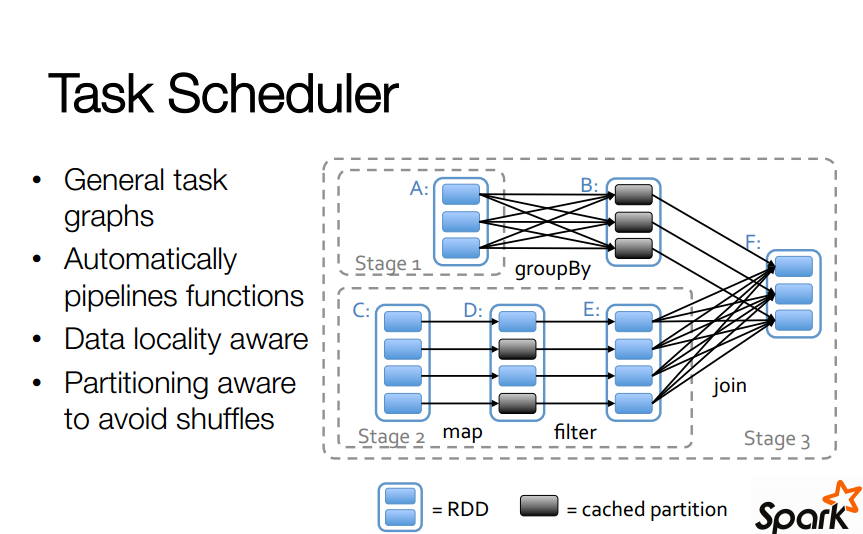 Task Scheduler
• General task
graphs
• Automatically
pipelines functions
• Data locality aware
• Partitioning aware
to avoid shuffles
A:
B:
Stage 1
groupBy
F:
C:
D:
E:
join
Stage 2
map
filter
Stage 3
= RDD
= cached partition
Spark